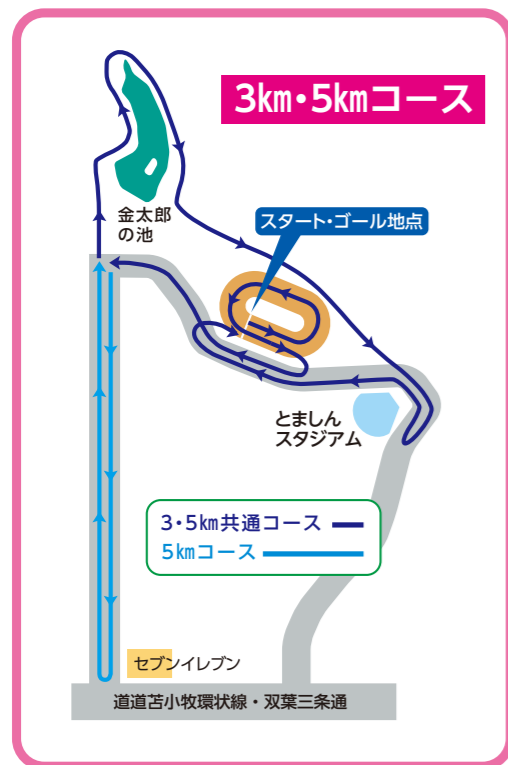 3km・5kmコース
スタート・ゴール地点
金太郎
の池
とましん
スタジアム
3・5km共通コース
5kmコース
セブンイレブン
道道苫小牧環状線・双葉三条通